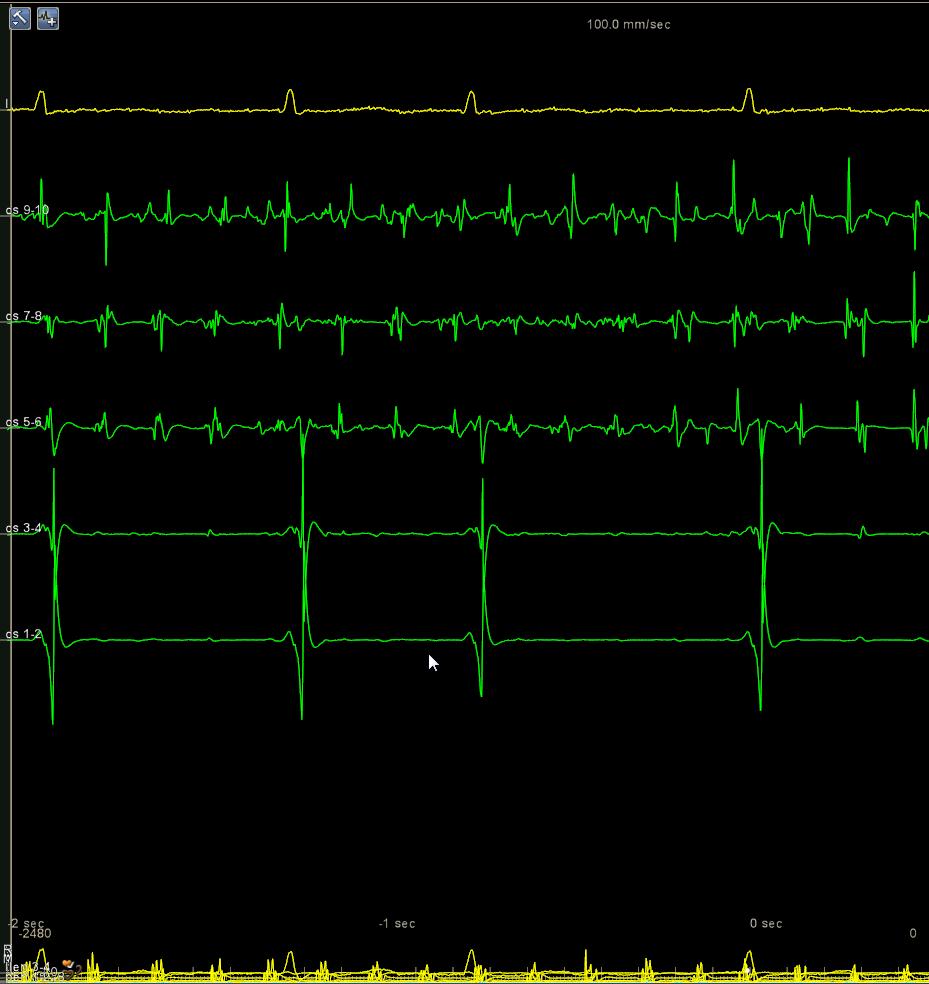 100.0 mm/sec
I
cs 9-10
cs 7-8
cs 5-6
cs 3-4
cs 1-2
-2 sec
-1 sec
0 sec
-2480
0